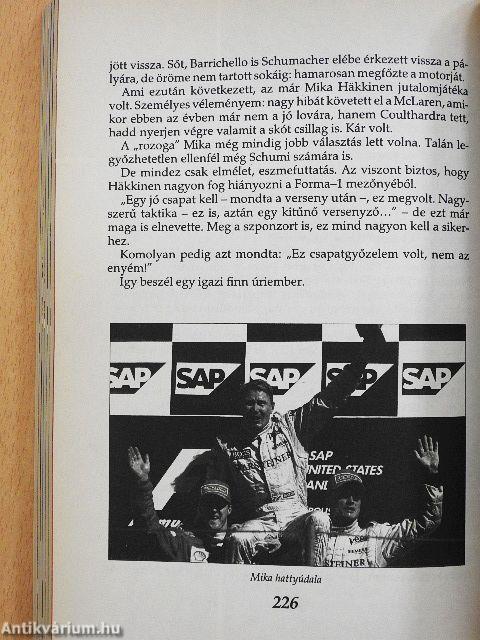 jött vissza. Sőt, Barrichello is Schumacher elébe érkezett vissza a pá-
lyára, de öröme nem tartott sokáig: hamarosan megfőzte a motorját.
Ami ezután következett, az már Mika Häkkinen jutalomjátéka
volt. Személyes véleményem: nagy hibát követett el a McLaren, ami-
kor ebben az évben már nem a jó lovára, hanem Coulthardra tett,
hadd nyerjen végre valamit a skót csillag is. Kár volt.
A „rozoga" Mika még mindig jobb választás lett volna. Talán le-
győzhetetlen ellenfél még Schumi számára is.
De mindez csak elmélet, eszmefuttatás. Az viszont biztos, hogy
Häkkinen nagyon fog hiányozni a Forma–1 mezőnyéből.
„Egy jó csapat kell – mondta a verseny után –, ez megvolt. Nagy-
szerű taktika – ez is, aztán egy kitűnő versenyző…" – de ezt már
maga is elnevette. Meg a szponzort is, ez mind nagyon kell a siker-
hez.
Komolyan pedig azt mondta: „Ez csapatgyőzelem volt, nem az
enyém!"
Így beszél egy igazi finn úriember.
SAP SAP SAP SAP
SAP
UNITED STATES
Mika hattyúdala
226
Antikvárium.hu